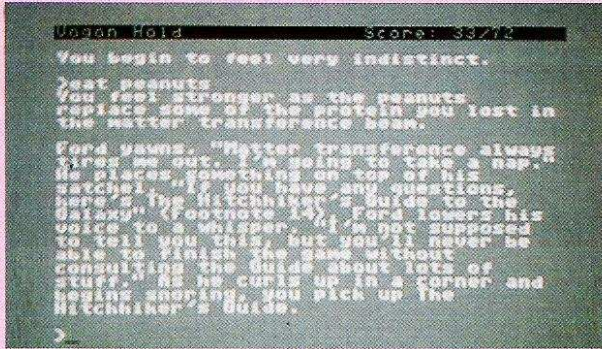 Vogon Hold Score: 33/72
You begin to feel very indistinct.
>eat peanuts
You feel stronger as the peanuts
replace some of the protein you lost in
the matter transference beam.
Ford yawns. "Matter transference always
tires me out. I'm going to take a nap."
He places something on top of his
satchel. "If you have any questions,
here's The Hitchhiker's Guide to the
Galaxy" (Footnote 14). Ford lowers his
voice to a whisper. "I'm not supposed
to tell you this, but you'll never be
able to finish the game without
consulting the Guide about lots of
stuff." As he curls up in a corner and
begins snoring, you pick up The
Hitchhiker's Guide.
>